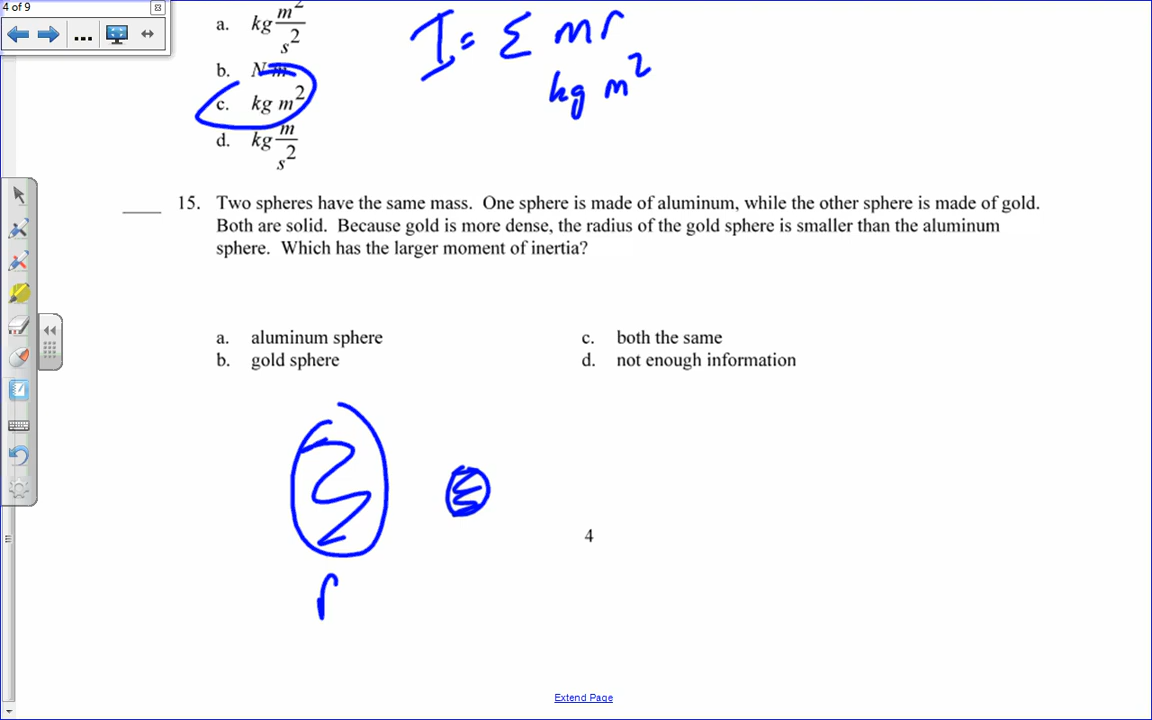 4 of 9
a. kg m²/s²
I = Σ mr
b. N m
kg m²
c. kg m²
d. kg m/s²
15. Two spheres have the same mass. One sphere is made of aluminum, while the other sphere is made of gold.
Both are solid. Because gold is more dense, the radius of the gold sphere is smaller than the aluminum
sphere. Which has the larger moment of inertia?
a. aluminum sphere c. both the same
b. gold sphere d. not enough information
4
r
Extend Page